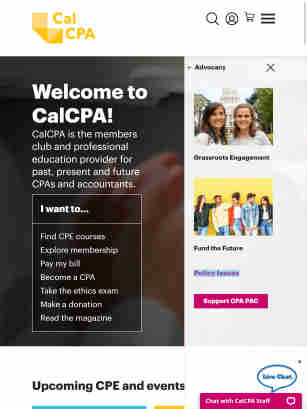 Cal
CPA
← Advocacy
Welcome to
CalCPA!
CalCPA is the members
club and professional
education provider for
past, present and future
CPAs and accountants.
I want to...
Find CPE courses
Explore membership
Pay my bill
Become a CPA
Take the ethics exam
Make a donation
Read the magazine
Grassroots Engagement
Fund the Future
Policy Issues
Support CPA PAC
Upcoming CPE and events
Live Chat
Chat with CalCPA Staff